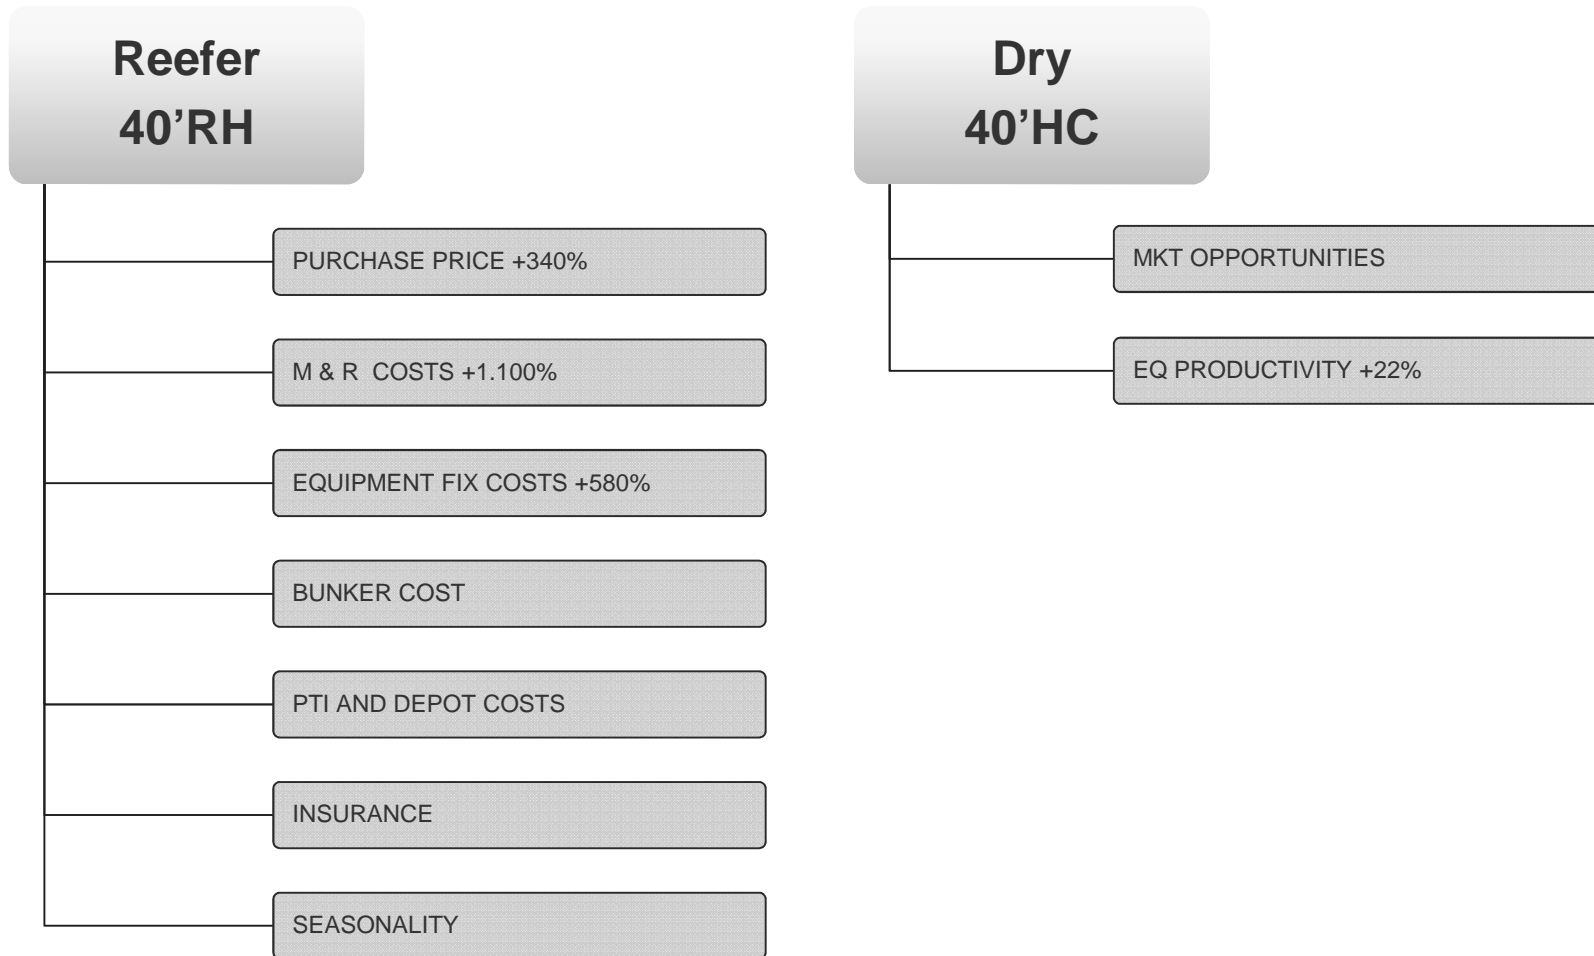 Reefer
40’RH
PURCHASE PRICE +340%
M & R  COSTS +1.100%
EQUIPMENT FIX COSTS +580%
BUNKER COST
PTI AND DEPOT COSTS
INSURANCE
SEASONALITY
Dry
40’HC
MKT OPPORTUNITIES
EQ PRODUCTIVITY +22%